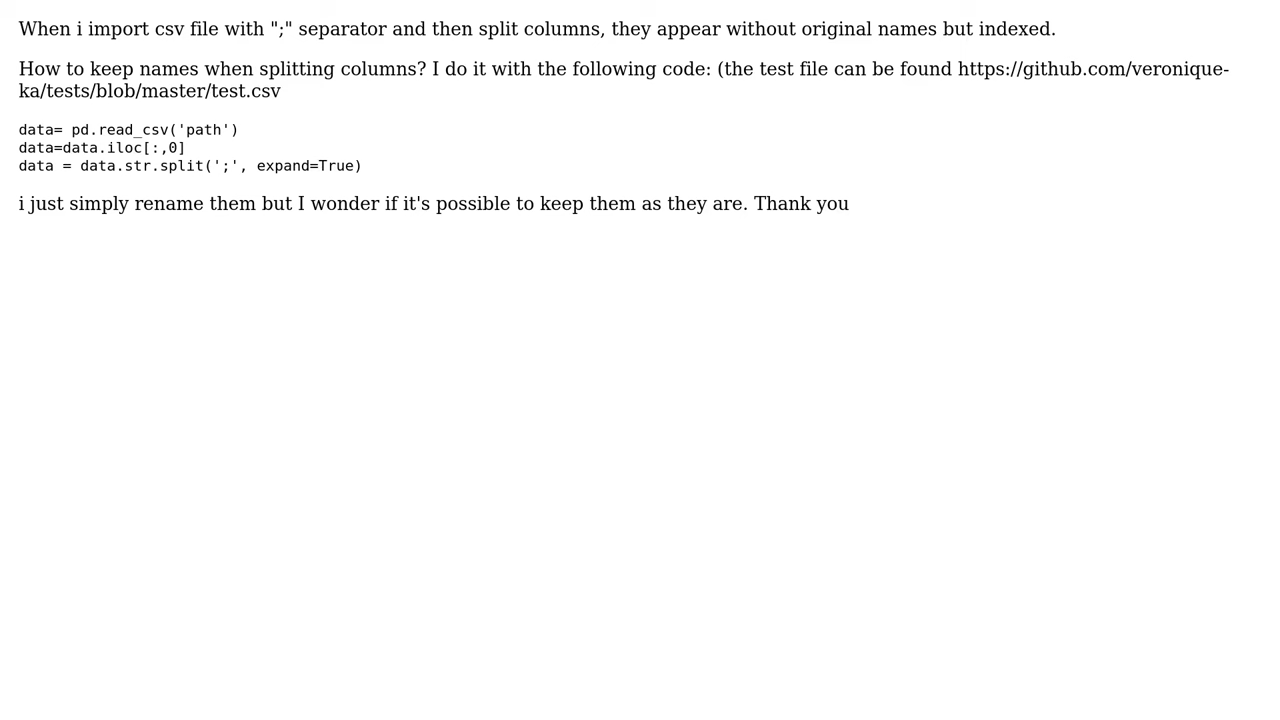 When i import csv file with ";" separator and then split columns, they appear without original names but indexed.
How to keep names when splitting columns? I do it with the following code: (the test file can be found https://github.com/veronique-
ka/tests/blob/master/test.csv
data= pd.read_csv('path')
data=data.iloc[:,0]
data = data.str.split(';', expand=True)
i just simply rename them but I wonder if it's possible to keep them as they are. Thank you